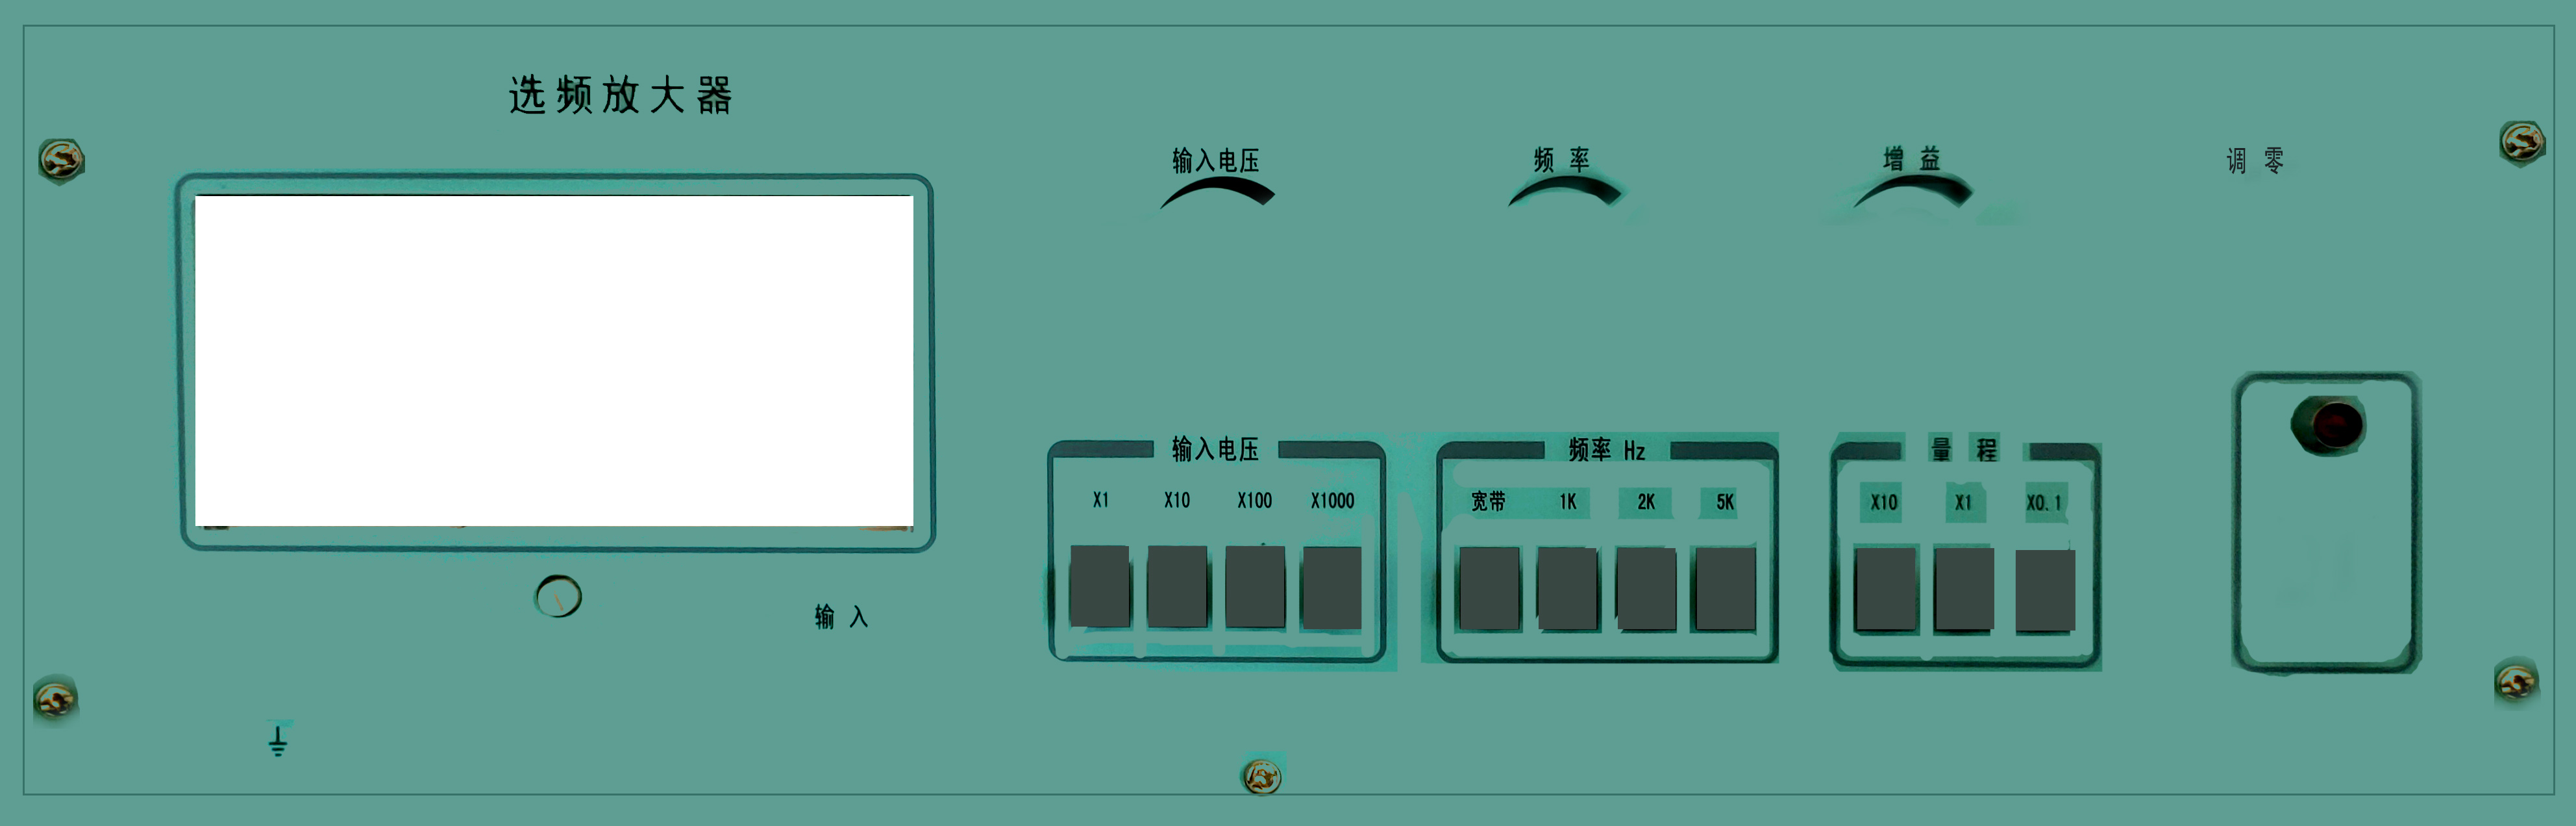 选频放大器
输入电压 频率 增益 调零
输入电压 频率 Hz 量程
X1 X10 X100 X1000 宽带 1K 2K 5K X10 X1 X0.1
输入